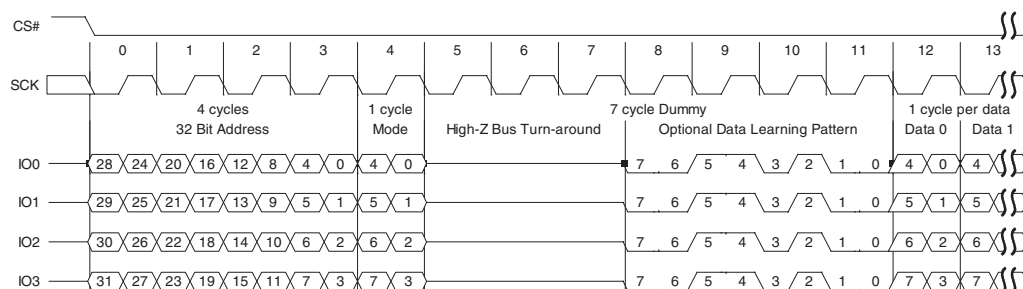 CS#
0 1 2 3 4 5 6 7 8 9 10 11 12 13
SCK
4 cycles 1 cycle 7 cycle Dummy 1 cycle per data
32 Bit Address Mode High-Z Bus Turn-around Optional Data Learning Pattern Data 0 Data 1
IO0 28 24 20 16 12 8 4 0 4 0 7 6 5 4 3 2 1 0 4 0 4
IO1 29 25 21 17 13 9 5 1 5 1 7 6 5 4 3 2 1 0 5 1 5
IO2 30 26 22 18 14 10 6 2 6 2 7 6 5 4 3 2 1 0 6 2 6
IO3 31 27 23 19 15 11 7 3 7 3 7 6 5 4 3 2 1 0 7 3 7